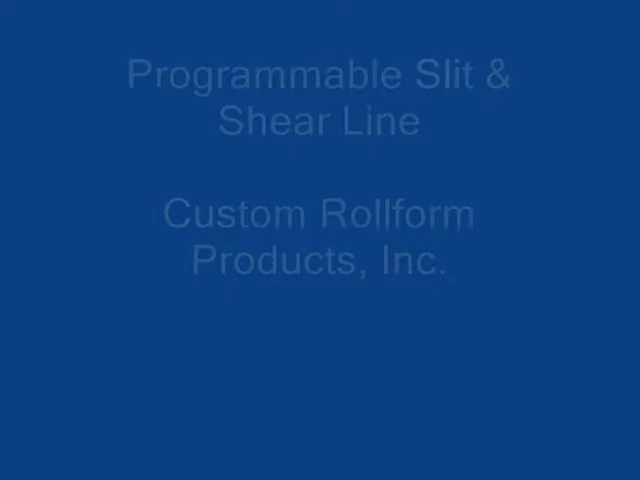 Programmable Slit &
Shear Line
Custom Rollform
Products, Inc.